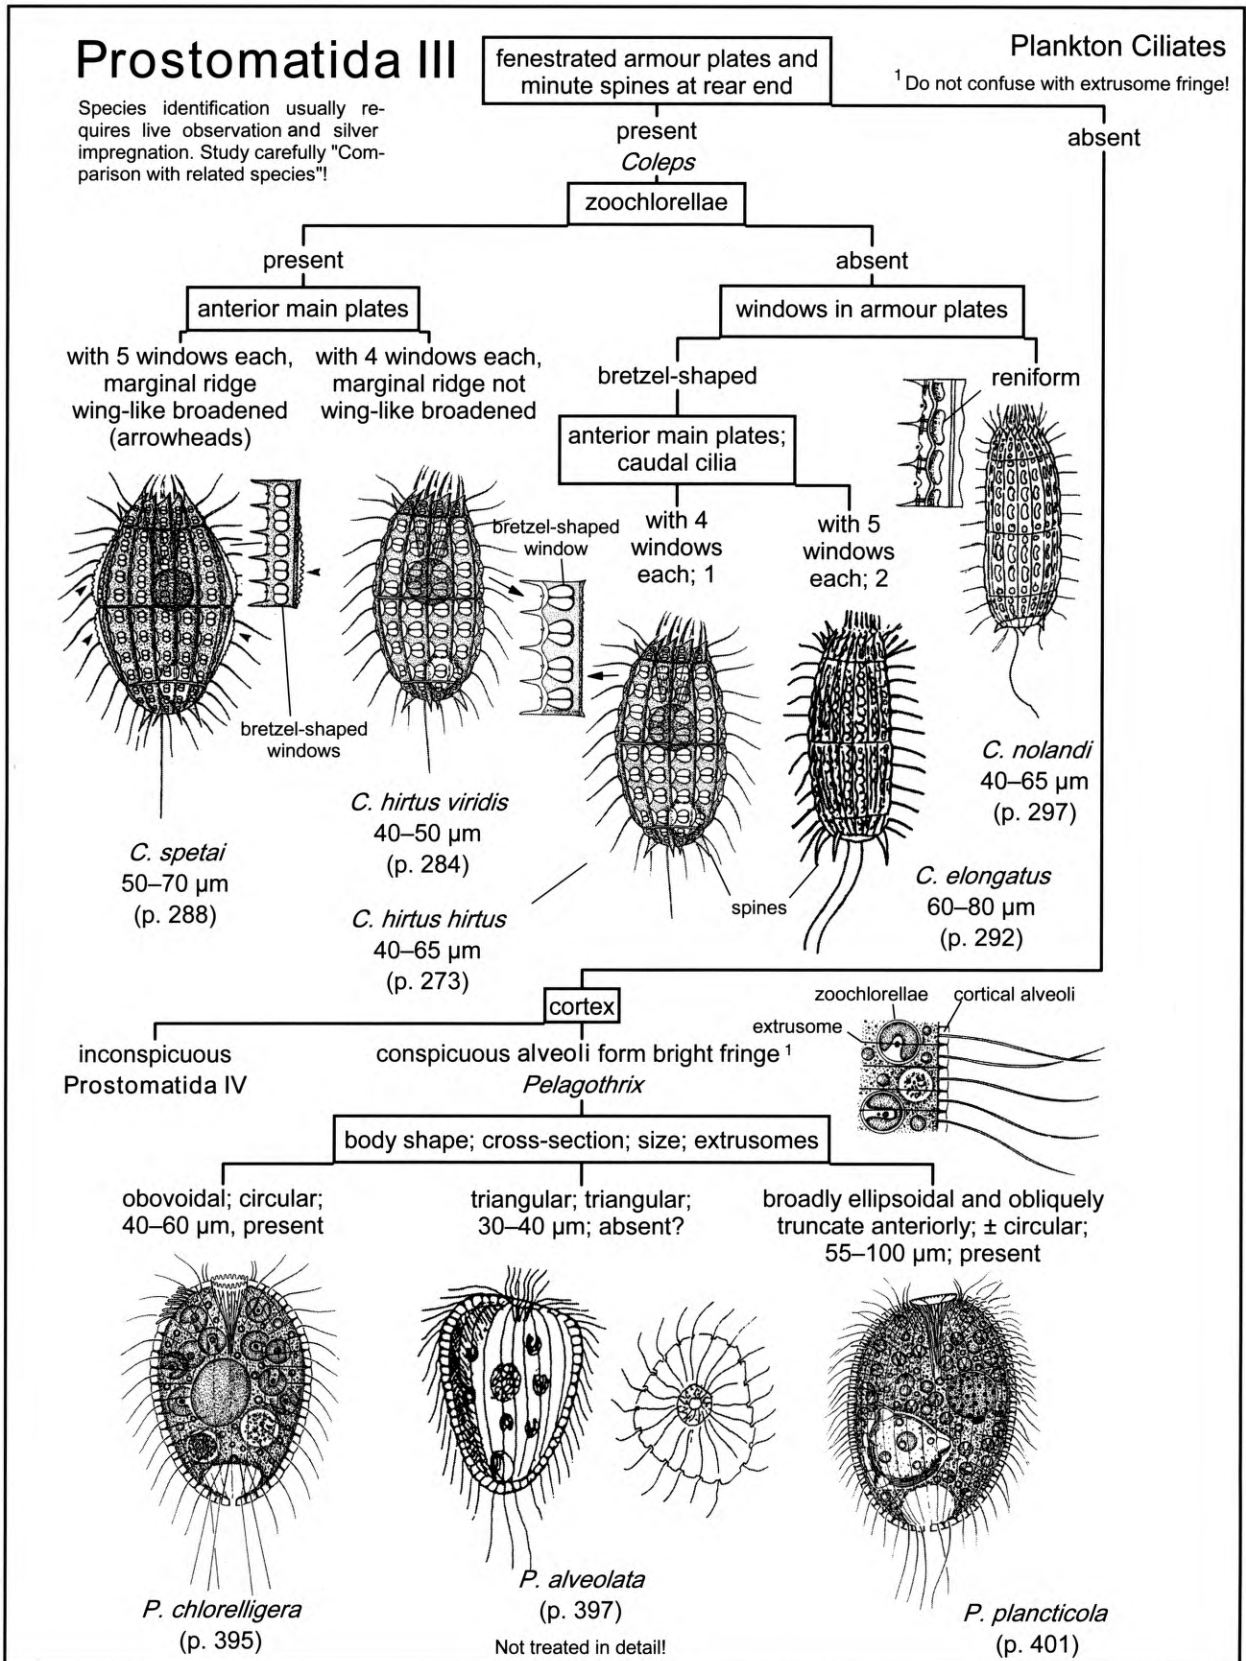 Prostomatida III
Plankton Ciliates
Species identification usually re-
quires live observation and silver
impregnation. Study carefully "Com-
parison with related species"!
fenestrated armour plates and
minute spines at rear end
¹ Do not confuse with extrusome fringe!
present
absent
Coleps
zoochlorellae
present
absent
anterior main plates
windows in armour plates
with 5 windows each,
marginal ridge
wing-like broadened
(arrowheads)
with 4 windows each,
marginal ridge not
wing-like broadened
bretzel-shaped
reniform
anterior main plates;
caudal cilia
with 4
windows
each; 1
with 5
windows
each; 2
bretzel-shaped
window
bretzel-shaped
windows
C. spetai
50–70 µm
(p. 288)
C. hirtus viridis
40–50 µm
(p. 284)
C. hirtus hirtus
40–65 µm
(p. 273)
spines
C. nolandi
40–65 µm
(p. 297)
C. elongatus
60–80 µm
(p. 292)
cortex
zoochlorellae
cortical alveoli
extrusome
inconspicuous
Prostomatida IV
conspicuous alveoli form bright fringe ¹
Pelagothrix
body shape; cross-section; size; extrusomes
obovoidal; circular;
40–60 µm, present
triangular; triangular;
30–40 µm; absent?
broadly ellipsoidal and obliquely
truncate anteriorly; ± circular;
55–100 µm; present
P. chlorelligera
(p. 395)
P. alveolata
(p. 397)
Not treated in detail!
P. plancticola
(p. 401)